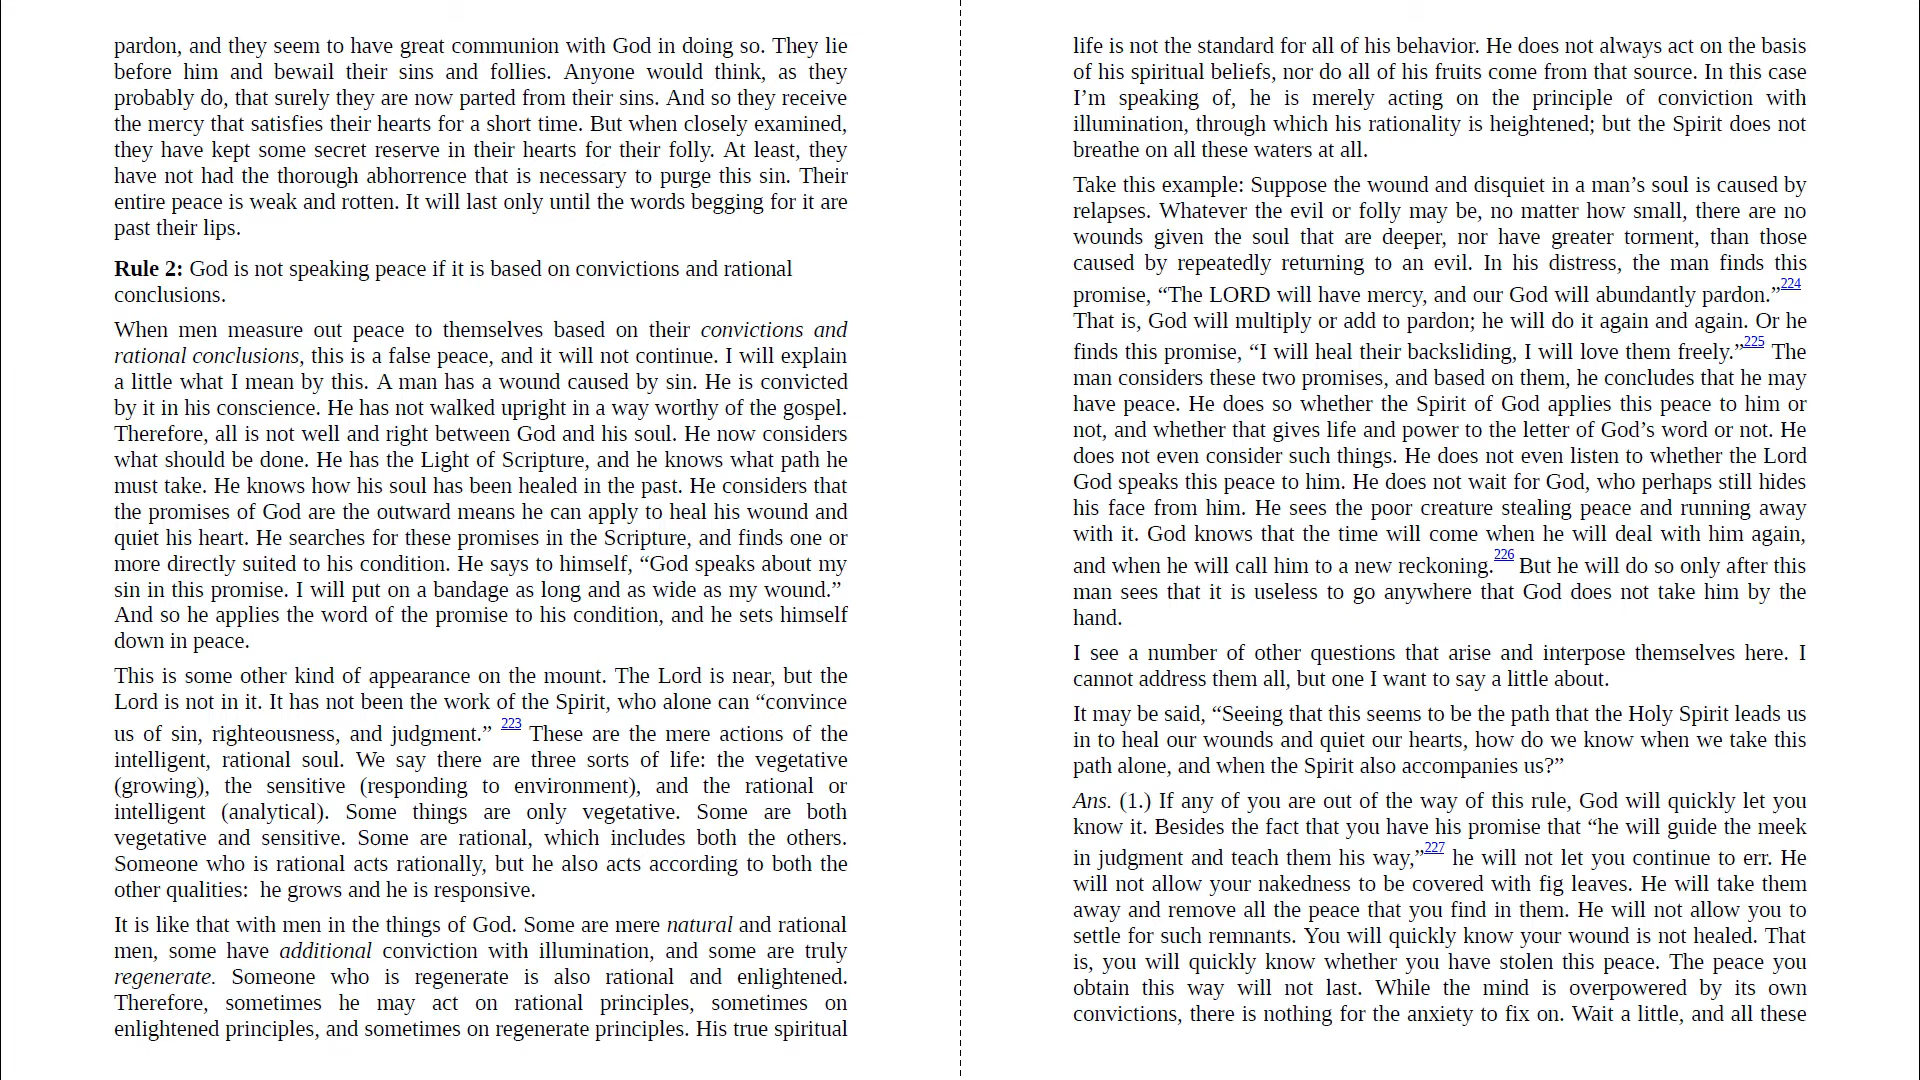 pardon, and they seem to have great communion with God in doing so. They lie
before him and bewail their sins and follies. Anyone would think, as they
probably do, that surely they are now parted from their sins. And so they receive
the mercy that satisfies their hearts for a short time. But when closely examined,
they have kept some secret reserve in their hearts for their folly. At least, they
have not had the thorough abhorrence that is necessary to purge this sin. Their
entire peace is weak and rotten. It will last only until the words begging for it are
past their lips.
Rule 2: God is not speaking peace if it is based on convictions and rational
conclusions.
When men measure out peace to themselves based on their convictions and
rational conclusions, this is a false peace, and it will not continue. I will explain
a little what I mean by this. A man has a wound caused by sin. He is convicted
by it in his conscience. He has not walked upright in a way worthy of the gospel.
Therefore, all is not well and right between God and his soul. He now considers
what should be done. He has the Light of Scripture, and he knows what path he
must take. He knows how his soul has been healed in the past. He considers that
the promises of God are the outward means he can apply to heal his wound and
quiet his heart. He searches for these promises in the Scripture, and finds one or
more directly suited to his condition. He says to himself, “God speaks about my
sin in this promise. I will put on a bandage as long and as wide as my wound.”
And so he applies the word of the promise to his condition, and he sets himself
down in peace.
This is some other kind of appearance on the mount. The Lord is near, but the
Lord is not in it. It has not been the work of the Spirit, who alone can “convince
us of sin, righteousness, and judgment.” 223 These are the mere actions of the
intelligent, rational soul. We say there are three sorts of life: the vegetative
(growing), the sensitive (responding to environment), and the rational or
intelligent (analytical). Some things are only vegetative. Some are both
vegetative and sensitive. Some are rational, which includes both the others.
Someone who is rational acts rationally, but he also acts according to both the
other qualities:  he grows and he is responsive.
It is like that with men in the things of God. Some are mere natural and rational
men, some have additional conviction with illumination, and some are truly
regenerate. Someone who is regenerate is also rational and enlightened.
Therefore, sometimes he may act on rational principles, sometimes on
enlightened principles, and sometimes on regenerate principles. His true spiritual
life is not the standard for all of his behavior. He does not always act on the basis
of his spiritual beliefs, nor do all of his fruits come from that source. In this case
I’m speaking of, he is merely acting on the principle of conviction with
illumination, through which his rationality is heightened; but the Spirit does not
breathe on all these waters at all.
Take this example: Suppose the wound and disquiet in a man’s soul is caused by
relapses. Whatever the evil or folly may be, no matter how small, there are no
wounds given the soul that are deeper, nor have greater torment, than those
caused by repeatedly returning to an evil. In his distress, the man finds this
promise, “The LORD will have mercy, and our God will abundantly pardon.”224
That is, God will multiply or add to pardon; he will do it again and again. Or he
finds this promise, “I will heal their backsliding, I will love them freely.”225 The
man considers these two promises, and based on them, he concludes that he may
have peace. He does so whether the Spirit of God applies this peace to him or
not, and whether that gives life and power to the letter of God’s word or not. He
does not even consider such things. He does not even listen to whether the Lord
God speaks this peace to him. He does not wait for God, who perhaps still hides
his face from him. He sees the poor creature stealing peace and running away
with it. God knows that the time will come when he will deal with him again,
and when he will call him to a new reckoning.226 But he will do so only after this
man sees that it is useless to go anywhere that God does not take him by the
hand.
I see a number of other questions that arise and interpose themselves here. I
cannot address them all, but one I want to say a little about.
It may be said, “Seeing that this seems to be the path that the Holy Spirit leads us
in to heal our wounds and quiet our hearts, how do we know when we take this
path alone, and when the Spirit also accompanies us?”
Ans. (1.) If any of you are out of the way of this rule, God will quickly let you
know it. Besides the fact that you have his promise that “he will guide the meek
in judgment and teach them his way,”227 he will not let you continue to err. He
will not allow your nakedness to be covered with fig leaves. He will take them
away and remove all the peace that you find in them. He will not allow you to
settle for such remnants. You will quickly know your wound is not healed. That
is, you will quickly know whether you have stolen this peace. The peace you
obtain this way will not last. While the mind is overpowered by its own
convictions, there is nothing for the anxiety to fix on. Wait a little, and all these